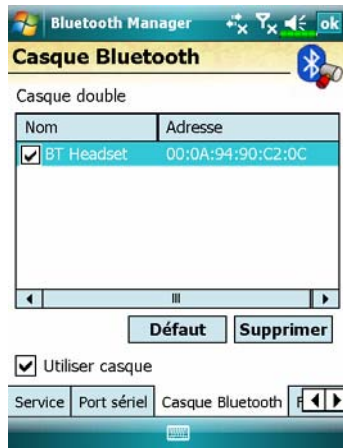 Bluetooth Manager ok
Casque Bluetooth
Casque double
Nom Adresse
BT Headset 00:0A:94:90:C2:0C
Défaut Supprimer
Utiliser casque
Service Port sériel Casque Bluetooth